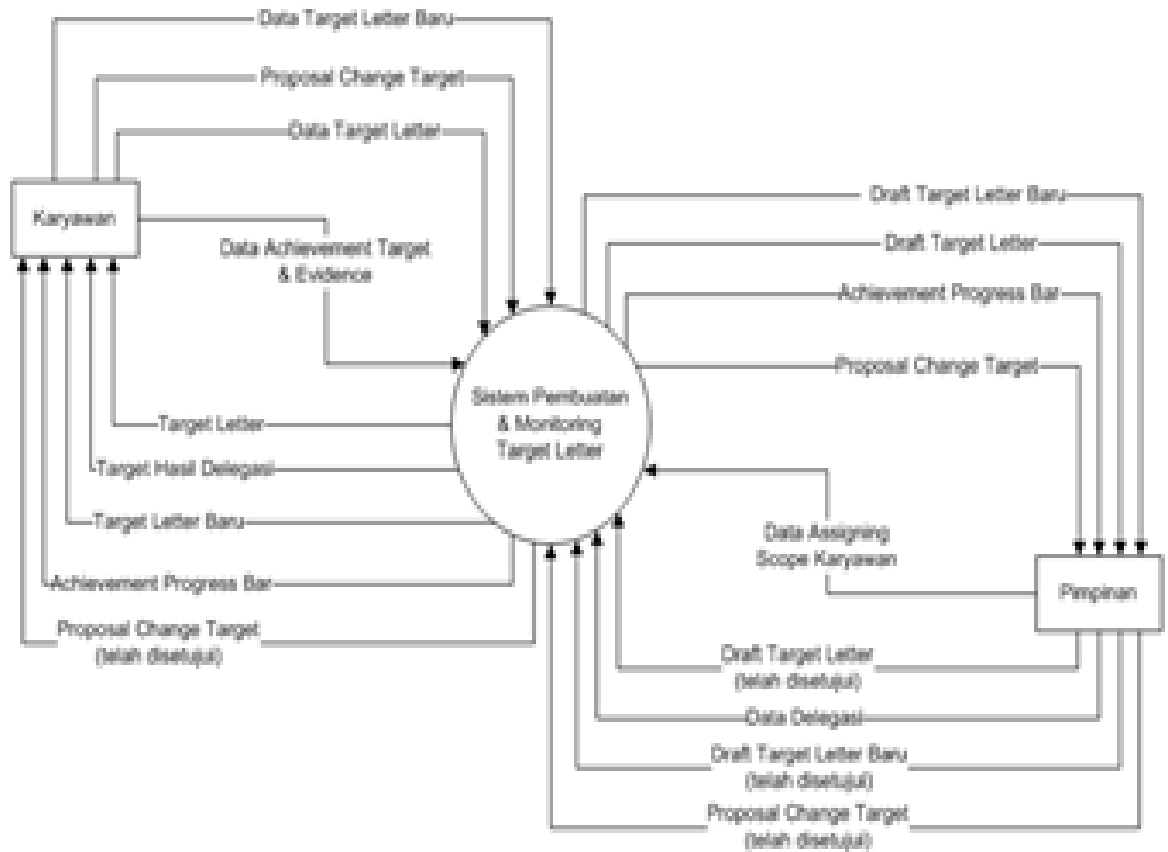 Data Target Letter Baru
Proposal Change Target
Data Target Letter
Karyawan
Data Achievement Target
& Evidence
Draft Target Letter Baru
Draft Target Letter
Achievement Progress Bar
Proposal Change Target
Sistem Pembuatan
& Monitoring
Target Letter
Target Letter
Target Hasil Delegasi
Target Letter Baru
Achievement Progress Bar
Proposal Change Target
(telah disetujui)
Data Assigning
Scope Karyawan
Pimpinan
Draft Target Letter
(telah disetujui)
Data Delegasi
Draft Target Letter Baru
(telah disetujui)
Proposal Change Target
(telah disetujui)